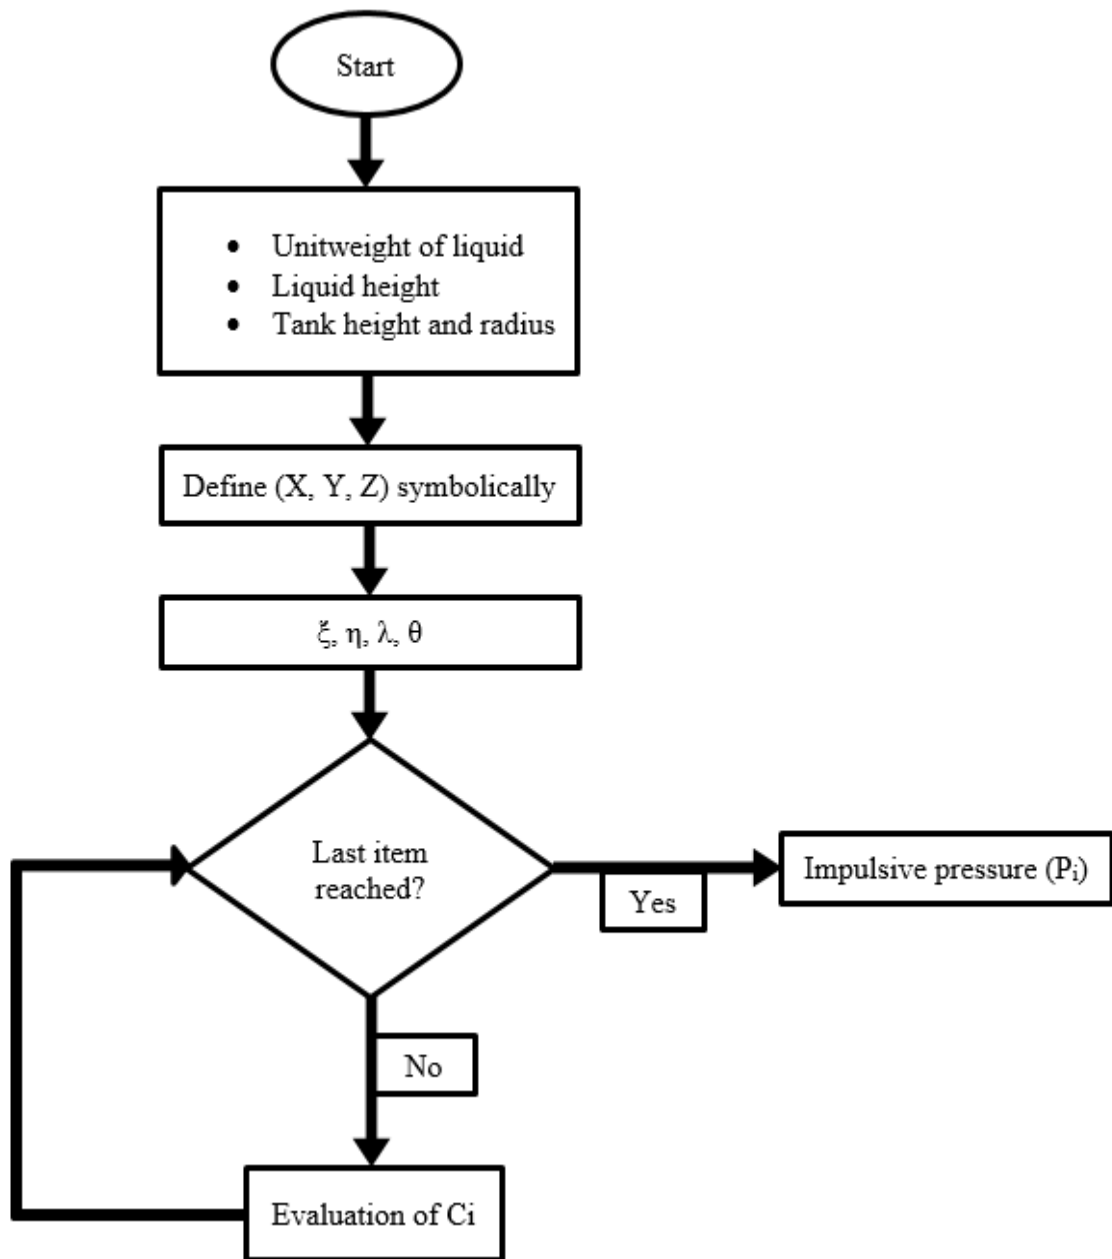 Start
• Unitweight of liquid
• Liquid height
• Tank height and radius
Define (X, Y, Z) symbolically
ξ, η, λ, θ
Last item
reached?
Yes
Impulsive pressure (Pᵢ)
No
Evaluation of Ci